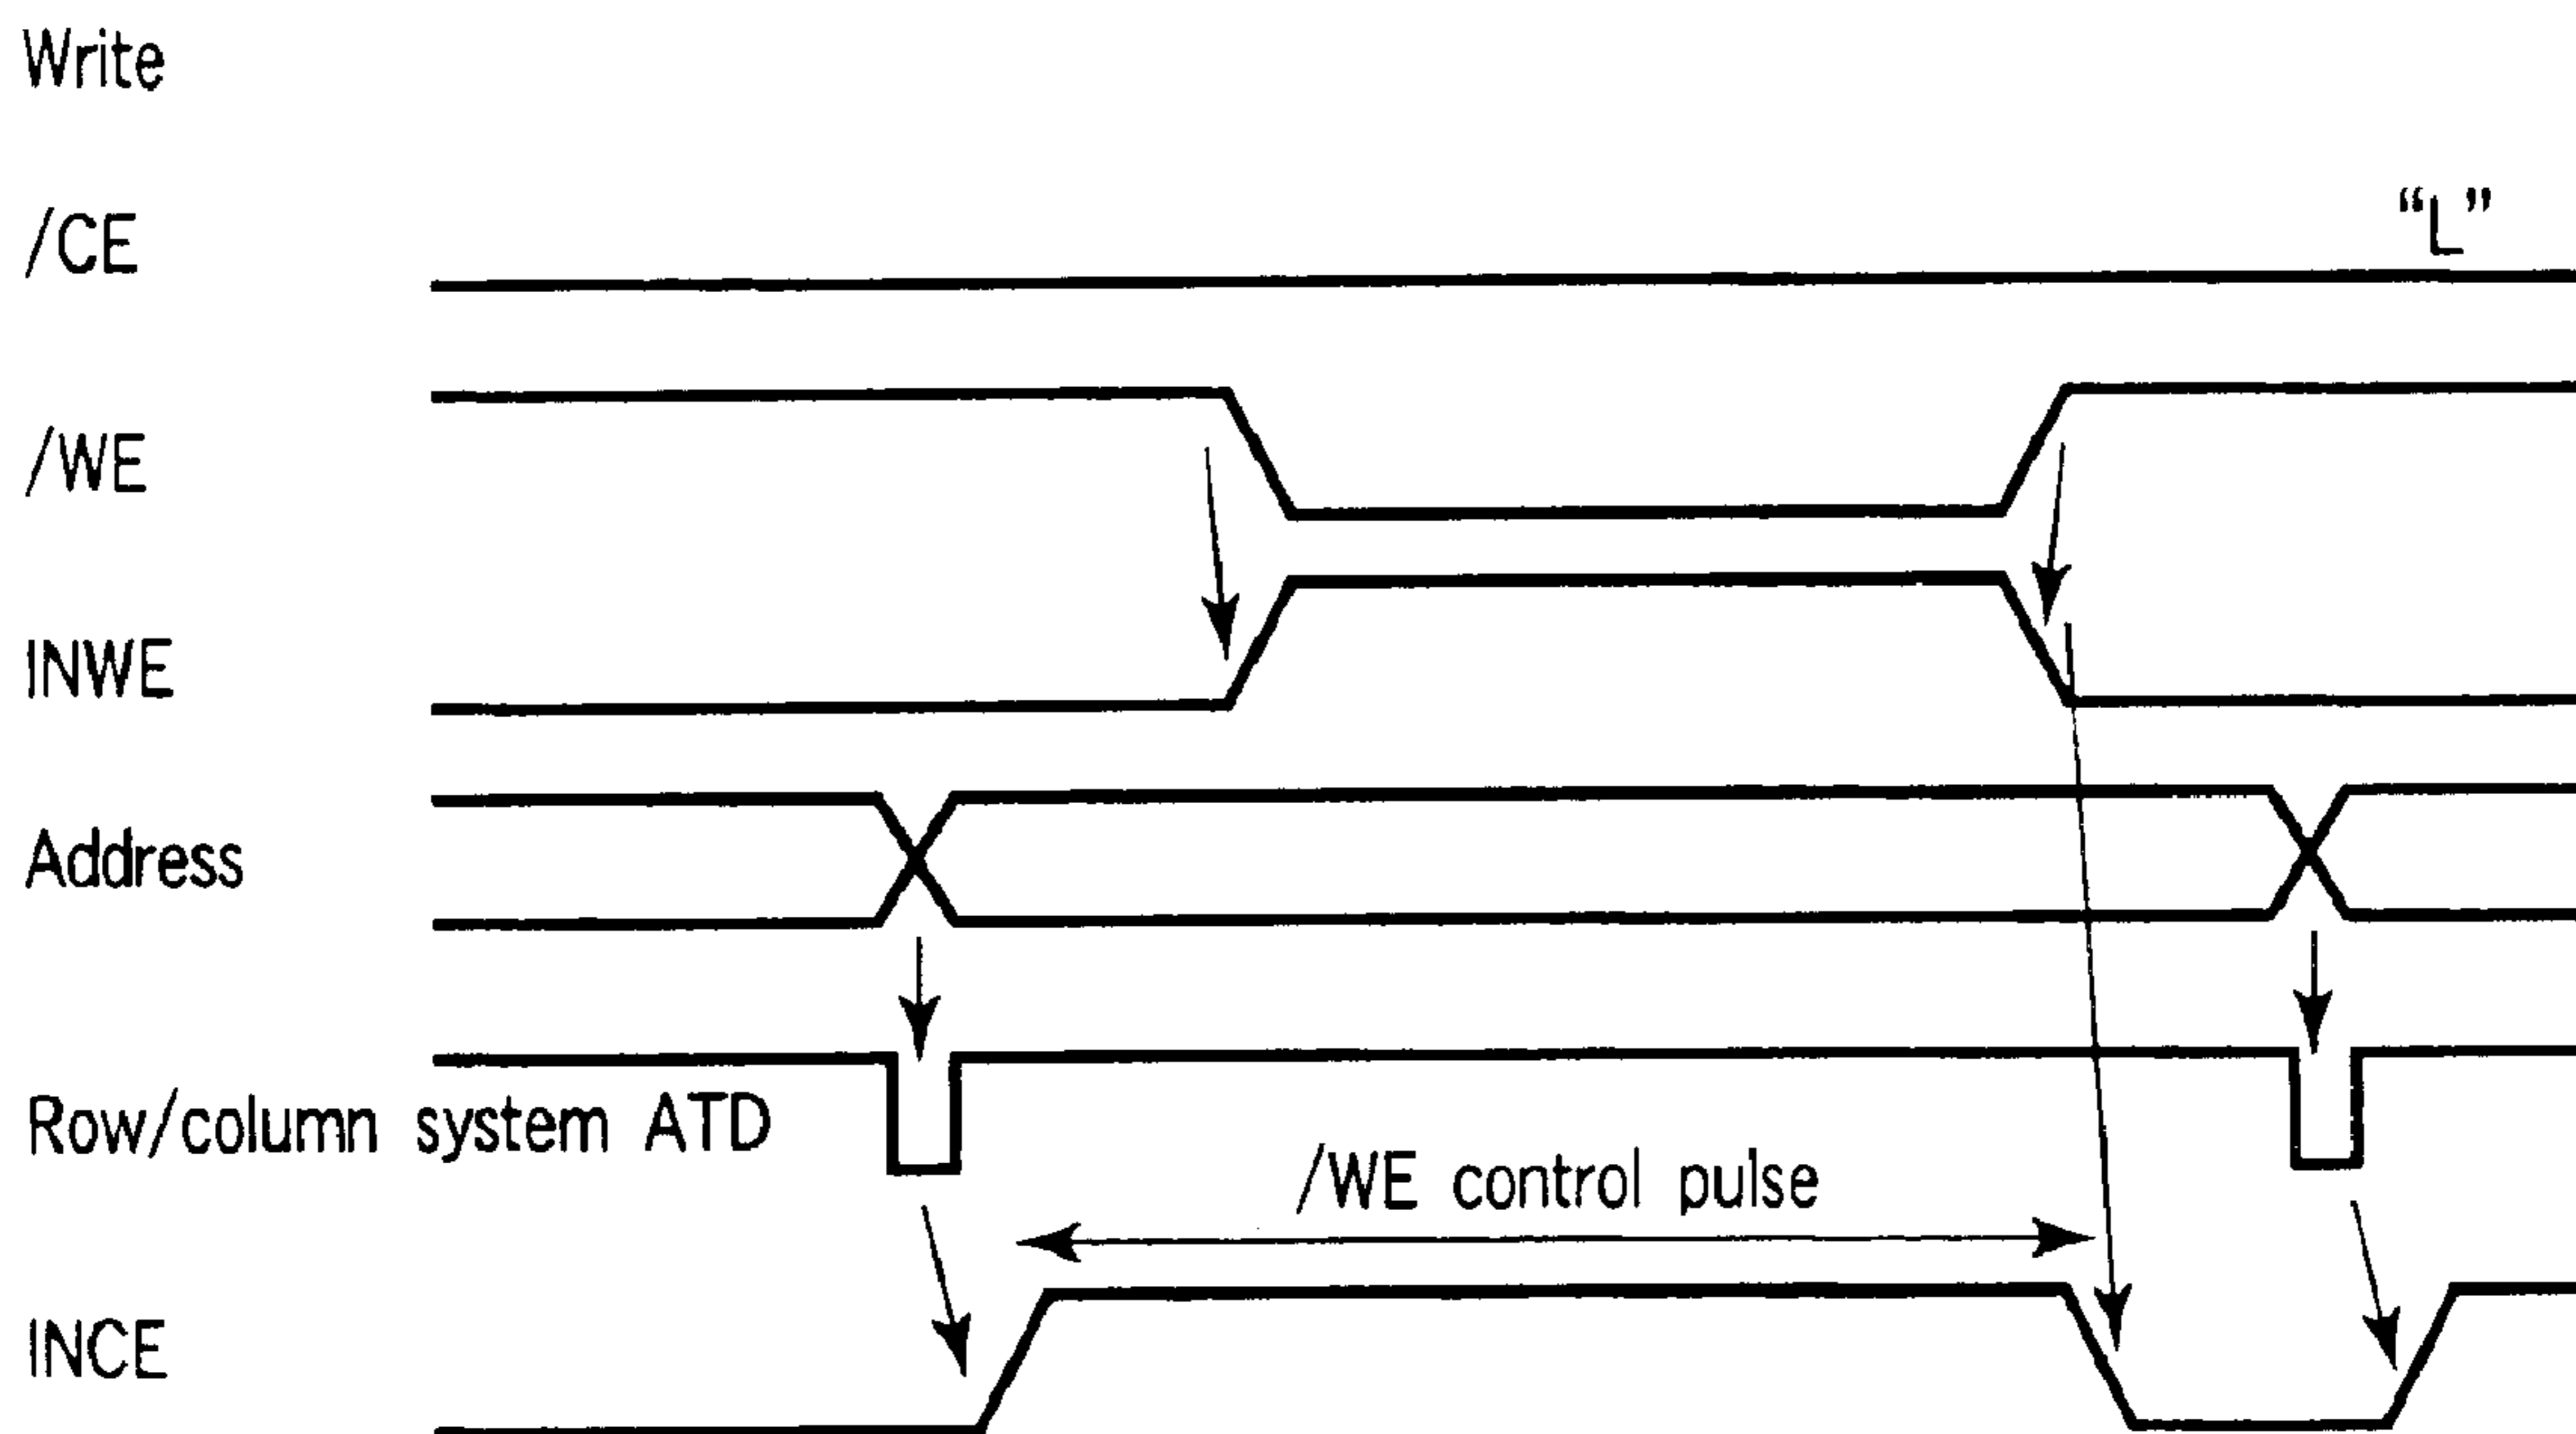 Write
/CE
“L”
/WE
INWE
Address
Row/column system ATD
/WE control pulse
INCE